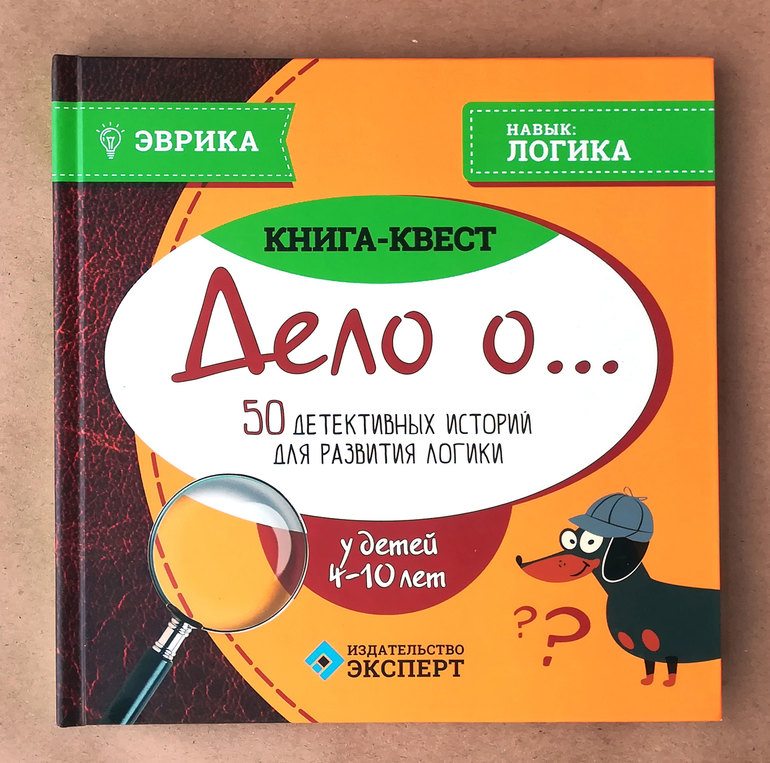 ЭВРИКА
НАВЫК:
ЛОГИКА
КНИГА-КВЕСТ
Дело о...
50 ДЕТЕКТИВНЫХ ИСТОРИЙ
ДЛЯ РАЗВИТИЯ ЛОГИКИ
у детей
4-10 лет
??
ИЗДАТЕЛЬСТВО
ЭКСПЕРТ